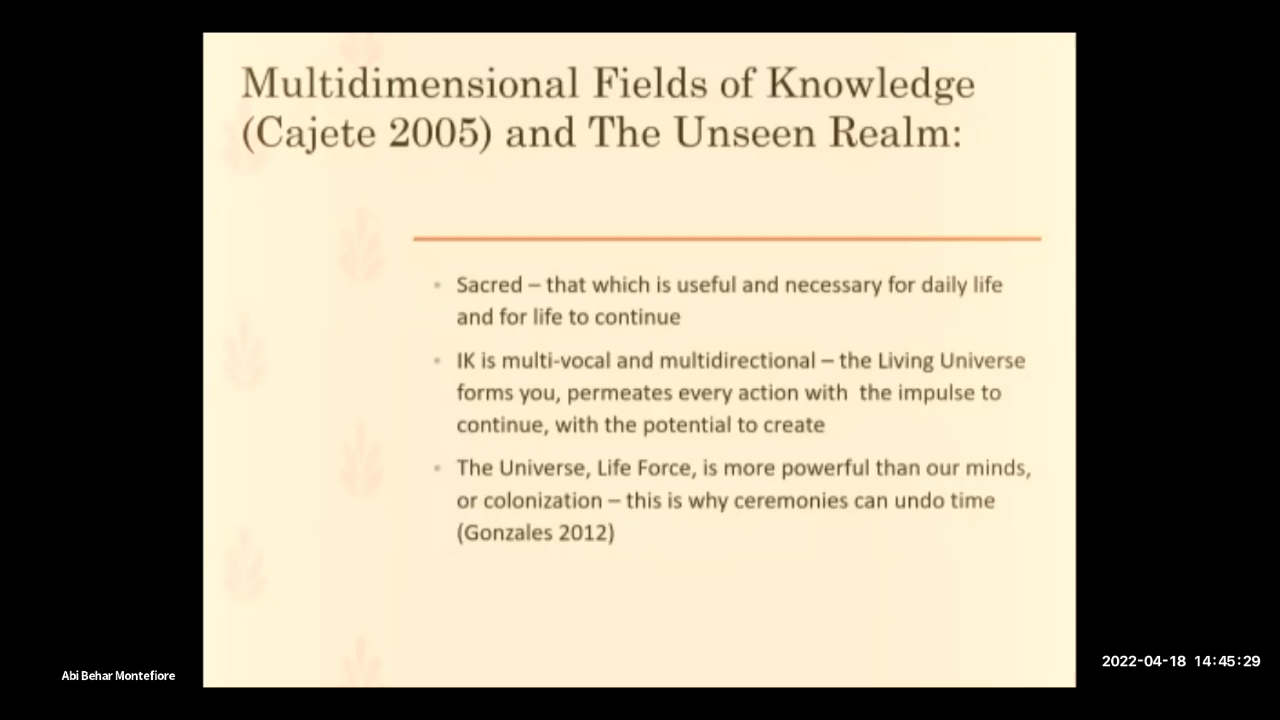 Multidimensional Fields of Knowledge
(Cajete 2005) and The Unseen Realm:
• Sacred – that which is useful and necessary for daily life
and for life to continue
• IK is multi-vocal and multidirectional – the Living Universe
forms you, permeates every action with  the impulse to
continue, with the potential to create
• The Universe, Life Force, is more powerful than our minds,
or colonization – this is why ceremonies can undo time
(Gonzales 2012)
Abi Behar Montefiore
2022-04-18 14:45:29